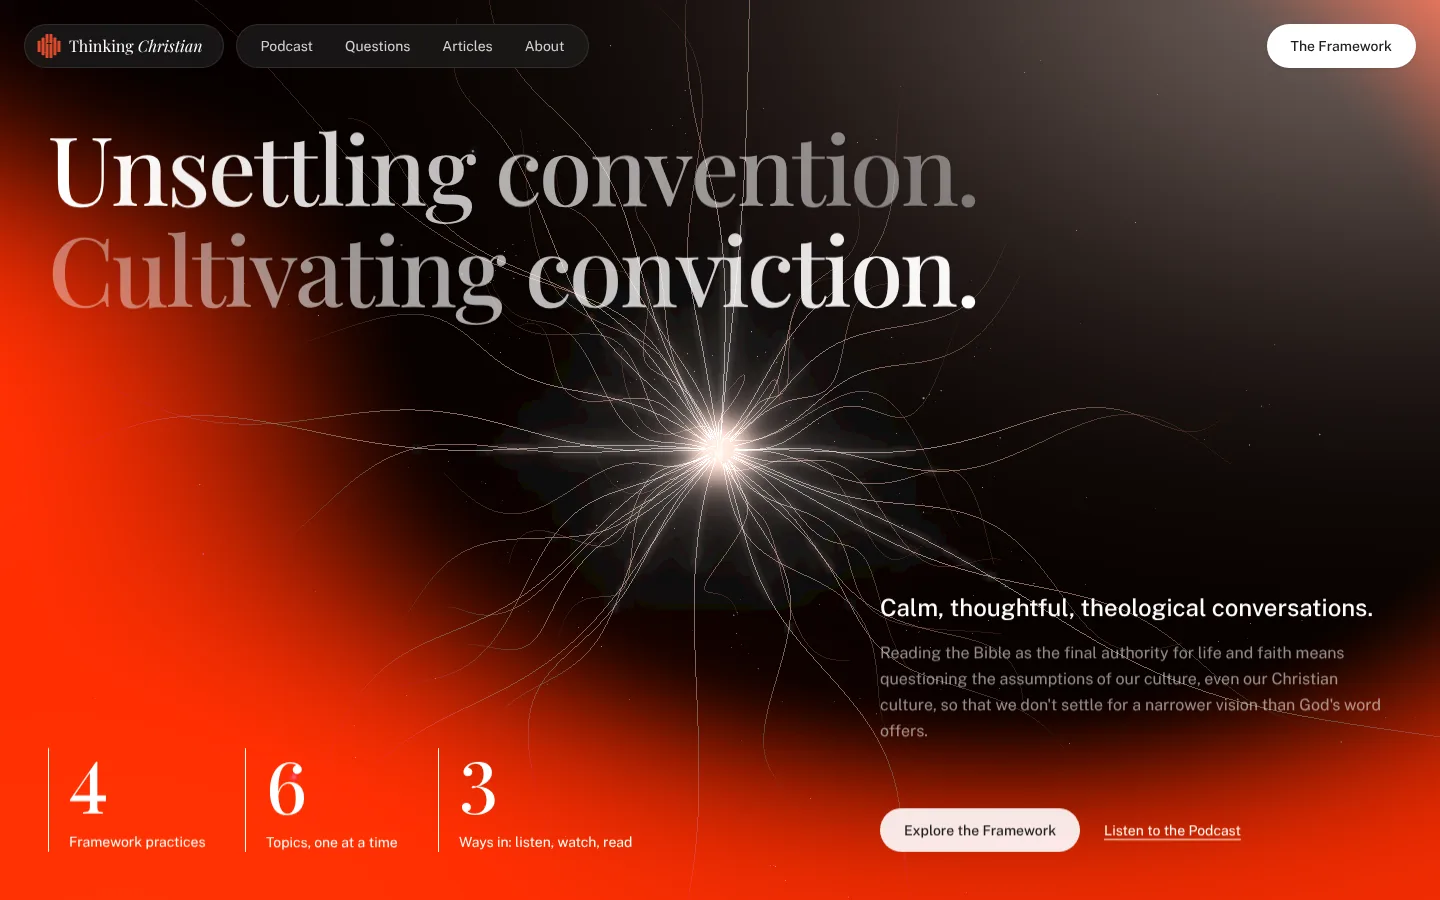 Thinking Christian
Podcast
Questions
Articles
About
The Framework
Unsettling convention.
Cultivating conviction.
Calm, thoughtful, theological conversations.
Reading the Bible as the final authority for life and faith means
questioning the assumptions of our culture, even our Christian
culture, so that we don't settle for a narrower vision than God's word
offers.
4
Framework practices
6
Topics, one at a time
3
Ways in: listen, watch, read
Explore the Framework
Listen to the Podcast